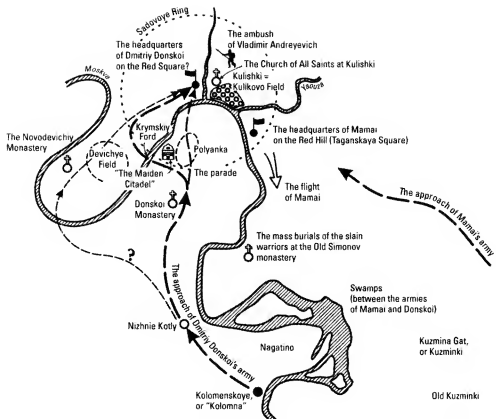 Sadovoye Ring
The headquarters
of Dmitriy Donskoi
on the Red Square?
The ambush
of Vladimir Andreyevich
The Church of All Saints at Kulishki
Kulishki =
Kulikovo Field
Moskva
Yaouza
The headquarters of Mamai
on the Red Hill (Taganskaya Square)
Krymskiy
Ford
The Novodevichy
Monastery
Devichye
Field
"The Maiden
Citadel"
Polyanka
The parade
Donskoi
Monastery
The flight
of Mamai
The approach of Mamai's army
The mass burials of the slain
warriors at the Old Simonov
monastery
?
The approach of Dmitriy Donskoi's army
Swamps
(between the armies
of Mamai and Donskoi)
Nizhnie Kotly
Nagatino
Kuzmina Gat,
or Kuzminki
Kolomenskoye,
or "Kolomna"
Old Kuzminki